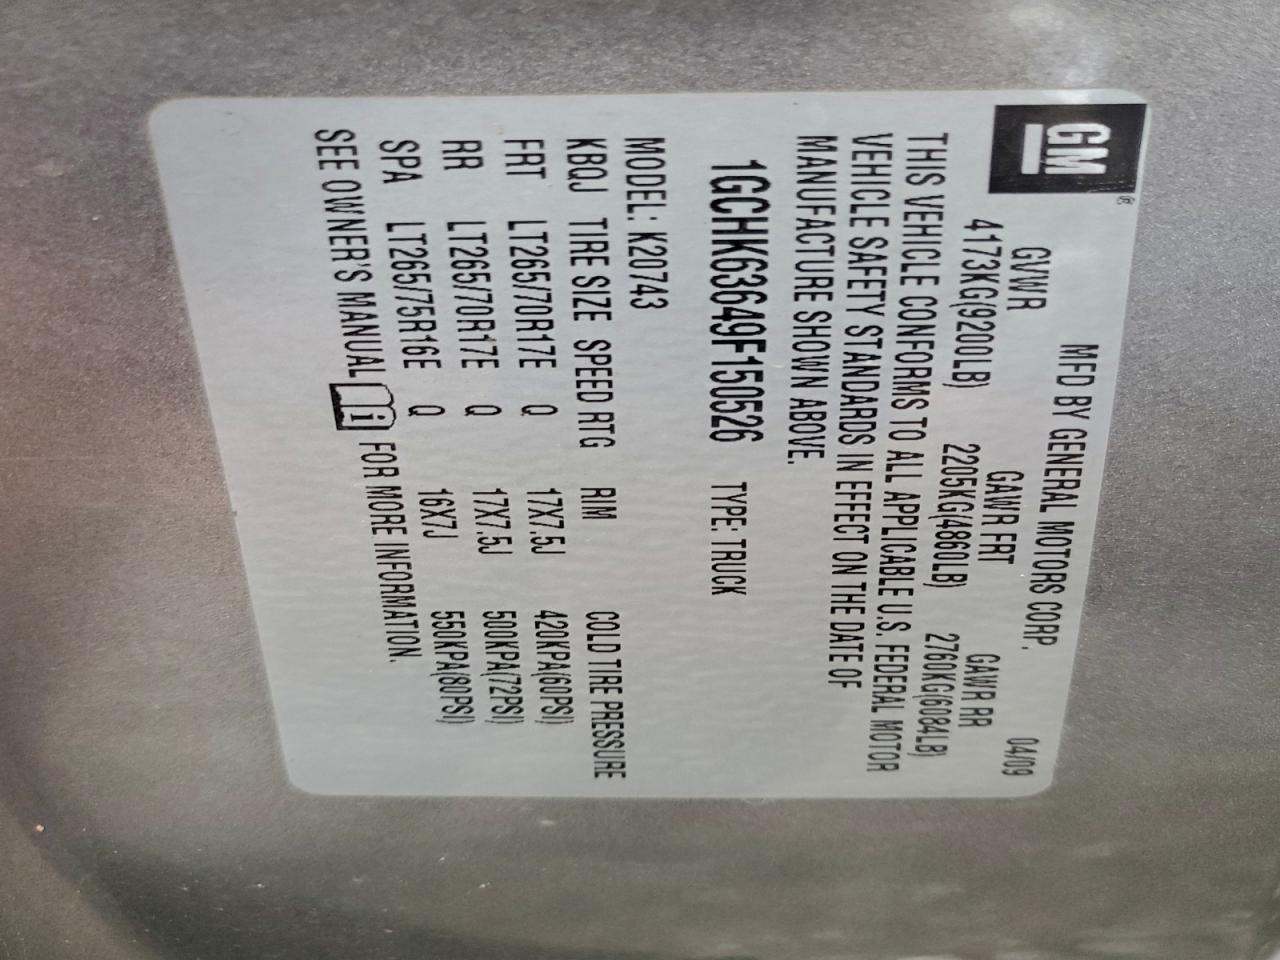 GM®
MFD BY GENERAL MOTORS CORP. 04/09
GVWR GAWR FRT GAWR RR
4173KG(9200LB) 2205KG(4860LB) 2760KG(6084LB)
THIS VEHICLE CONFORMS TO ALL APPLICABLE U.S. FEDERAL MOTOR
VEHICLE SAFETY STANDARDS IN EFFECT ON THE DATE OF
MANUFACTURE SHOWN ABOVE.
1GCHK63649F150526 TYPE: TRUCK
MODEL: K20743
KBQJ TIRE SIZE SPEED RTG RIM COLD TIRE PRESSURE
FRT LT265/70R17E Q 17X7.5J 420KPA(60PSI)
RR LT265/70R17E Q 17X7.5J 500KPA(72PSI)
SPA LT265/75R16E Q 16X7J 550KPA(80PSI)
SEE OWNER'S MANUAL i FOR MORE INFORMATION.